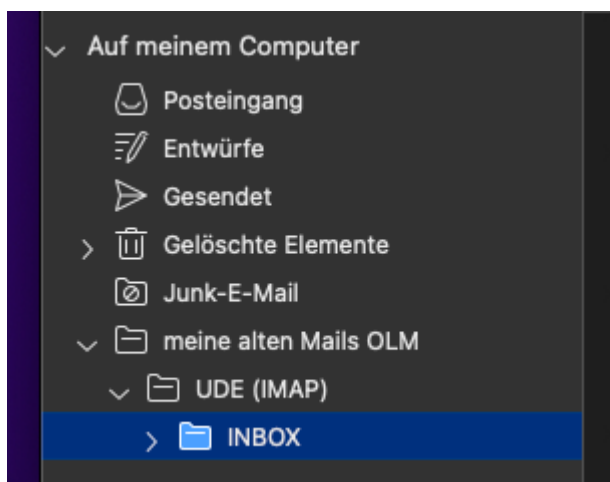 Auf meinem Computer
Posteingang
Entwürfe
Gesendet
Gelöschte Elemente
Junk-E-Mail
meine alten Mails OLM
UDE (IMAP)
INBOX